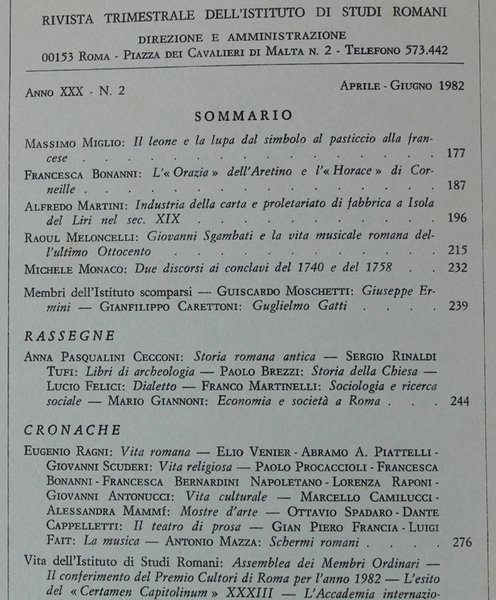 RIVISTA TRIMESTRALE DELL'ISTITUTO DI STUDI ROMANI
DIREZIONE E AMMINISTRAZIONE
00153 ROMA - PIAZZA DEI CAVALIERI DI MALTA N. 2 - TELEFONO 573.442
ANNO XXX - N. 2 APRILE - GIUGNO 1982
SOMMARIO
MASSIMO MIGLIO: Il leone e la lupa dal simbolo al pasticcio alla fran-
cese . . . . . . . . . . . . . 177
FRANCESCA BONANNI: L'« Orazia » dell'Aretino e l'« Horace » di Cor-
neille . . . . . . . . . . . . . 187
ALFREDO MARTINI: Industria della carta e proletariato di fabbrica a Isola
del Liri nel sec. XIX . . . . . . . . . 196
RAOUL MELONCELLI: Giovanni Sgambati e la vita musicale romana del-
l'ultimo Ottocento . . . . . . . . . . 215
MICHELE MONACO: Due discorsi ai conclavi del 1740 e del 1758 . . 232
Membri dell'Istituto scomparsi — GUISCARDO MOSCHETTI: Giuseppe Er-
mini — GIANFILIPPO CARETTONI: Guglielmo Gatti . . . . 239
RASSEGNE
ANNA PASQUALINI CECCONI: Storia romana antica — SERGIO RINALDI
TUFI: Libri di archeologia — PAOLO BREZZI: Storia della Chiesa —
LUCIO FELICI: Dialetto — FRANCO MARTINELLI: Sociologia e ricerca
sociale — MARIO GIANNONI: Economia e società a Roma . . . 244
CRONACHE
EUGENIO RAGNI: Vita romana — ELIO VENIER - ABRAMO A. PIATTELLI -
GIOVANNI SCUDERI: Vita religiosa — PAOLO PROCACCIOLI - FRANCESCA
BONANNI - FRANCESCA BERNARDINI NAPOLETANO - LORENZA RAPONI -
GIOVANNI ANTONUCCI: Vita culturale — MARCELLO CAMILUCCI -
ALESSANDRA MAMMÍ: Mostre d'arte — OTTAVIO SPADARO - DANTE
CAPPELLETTI: Il teatro di prosa — GIAN PIERO FRANCIA - LUIGI
FAIT: La musica — ANTONIO MAZZA: Schermi romani . . . . 276
Vita dell'Istituto di Studi Romani: Assemblea dei Membri Ordinari —
Il conferimento del Premio Cultori di Roma per l'anno 1982 — L'esito
del « Certamen Capitolinum » XXXIII — L'Accademia internazio-